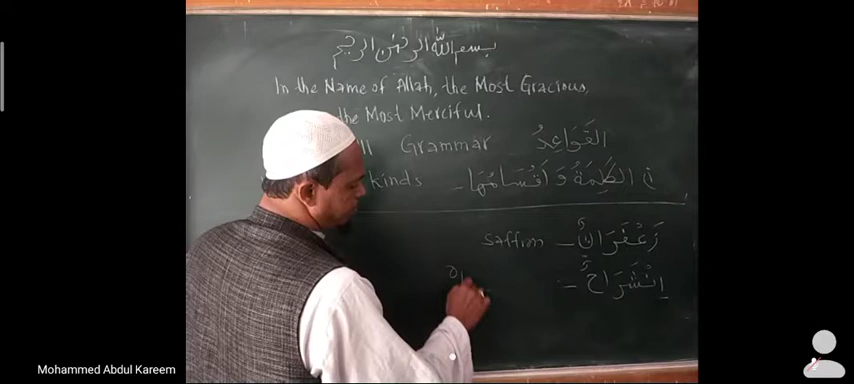 بسم الله الرحمن الرحيم
In the Name of Allah, the Most Gracious,
the Most Merciful.
Grammar القَوَاعِدُ
kinds وَ أَقْسَامُهَا -
saffron - زَعْفَرَانٌ
اِنْشَرَاحٌ -
Mohammed Abdul Kareem